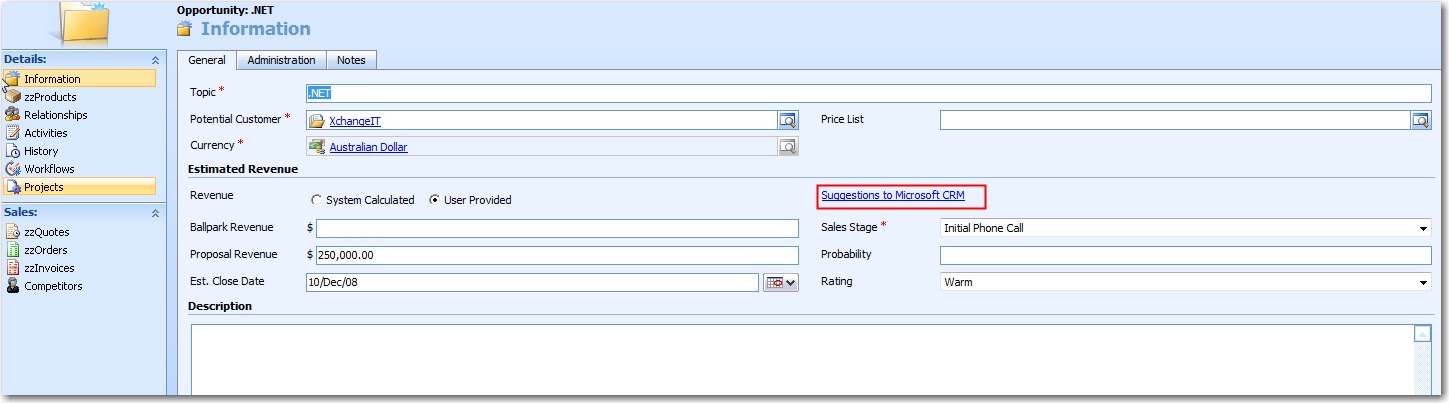 Opportunity: .NET
Information
Details:
Information
zzProducts
Relationships
Activities
History
Workflows
Projects
Sales:
zzQuotes
zzOrders
zzInvoices
Competitors
General Administration Notes
Topic * .NET
Potential Customer * XchangeIT Price List
Currency * Australian Dollar
Estimated Revenue
Revenue System Calculated User Provided Suggestions to Microsoft CRM
Ballpark Revenue $ Sales Stage * Initial Phone Call
Proposal Revenue $ 250,000.00 Probability
Est. Close Date 10/Dec/08 Rating Warm
Description